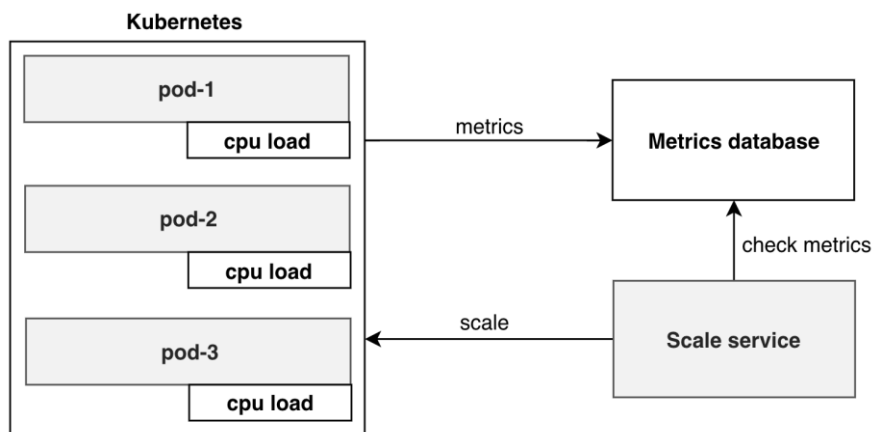 Kubernetes
pod-1
cpu load
metrics
Metrics database
pod-2
cpu load
check metrics
pod-3
cpu load
scale
Scale service